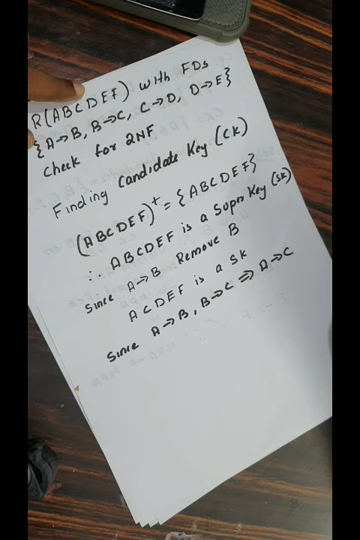 R(ABCDEF) with FDs
{A→B, B→C, C→D, D→E}
check for 2NF
Finding Candidate Key (CK)
(ABCDEF)⁺ = {ABCDEF}
∴ ABCDEF is a Super Key (SK)
Since A→B Remove B
ACDEF is a SK
Since A→B, B→C ⇒ A→C